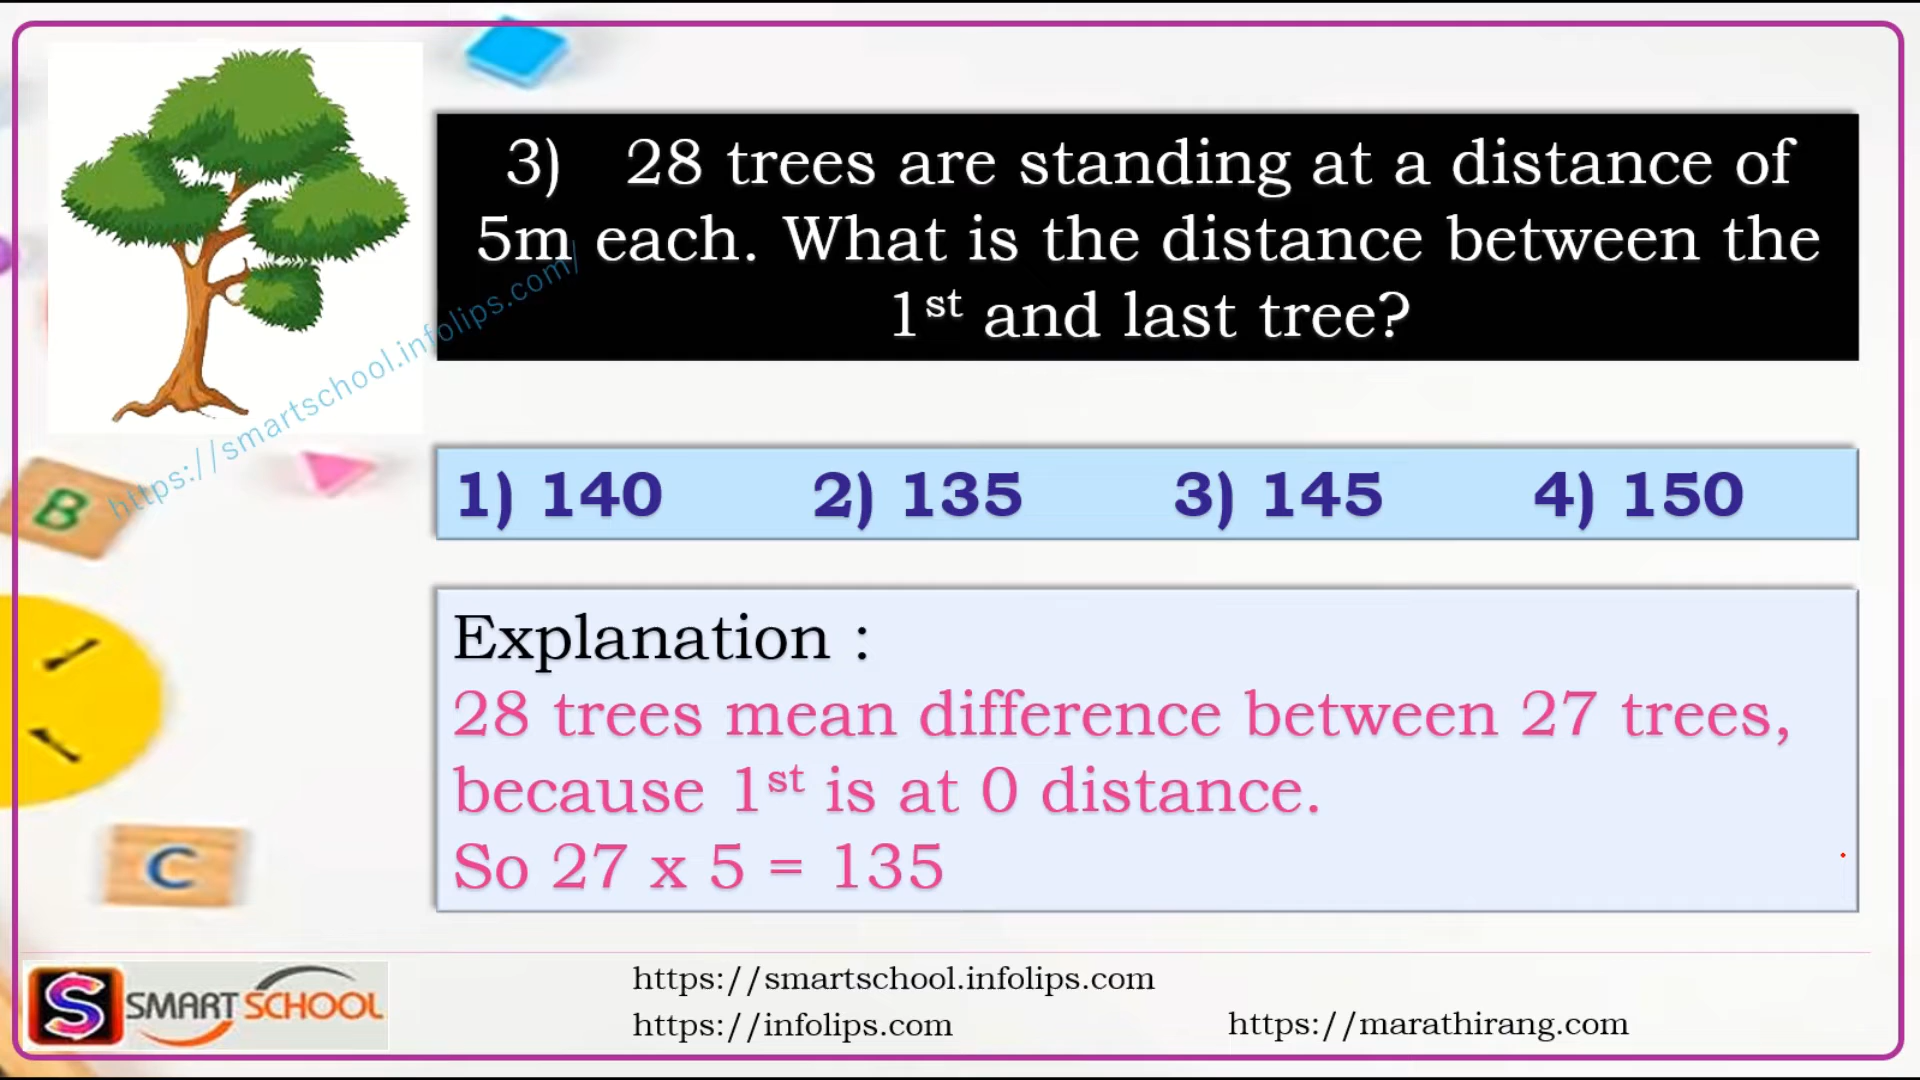 3) 28 trees are standing at a distance of
5m each. What is the distance between the
1st and last tree?
https://smartschool.infolips.com/
1) 140 2) 135 3) 145 4) 150
B
Explanation :
28 trees mean difference between 27 trees,
because 1st is at 0 distance.
So 27 x 5 = 135
C
S SMART SCHOOL
https://smartschool.infolips.com
https://infolips.com https://marathirang.com